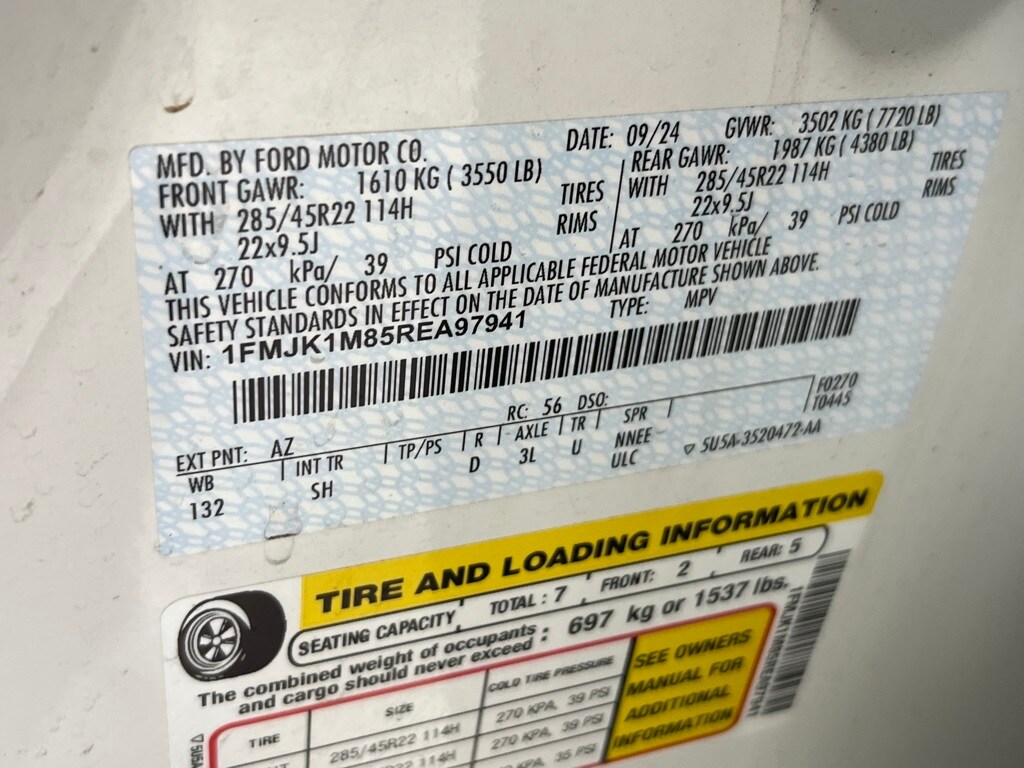 MFD. BY FORD MOTOR CO.
DATE: 09/24
GVWR: 3502 KG ( 7720 LB)
FRONT GAWR: 1610 KG ( 3550 LB)
WITH 285/45R22 114H TIRES
22x9.5J RIMS
AT 270 kPa/ 39 PSI COLD
REAR GAWR: 1987 KG ( 4380 LB)
WITH 285/45R22 114H TIRES
22x9.5J RIMS
AT 270 kPa/ 39 PSI COLD
THIS VEHICLE CONFORMS TO ALL APPLICABLE FEDERAL MOTOR VEHICLE
SAFETY STANDARDS IN EFFECT ON THE DATE OF MANUFACTURE SHOWN ABOVE.
VIN: 1FMJK1M85REA97941
TYPE: MPV
EXT PNT: AZ
RC: 56 DSO:
F0270
T0445
WB INT TR TP/PS R AXLE TR SPR
132 SH D 3L U NNEE
ULC
5U5A-3520472-AA
TIRE AND LOADING INFORMATION
SEATING CAPACITY TOTAL : 7 FRONT: 2 REAR: 5
The combined weight of occupants
and cargo should never exceed : 697 kg or 1537 lbs.
TIRE SIZE COLD TIRE PRESSURE
285/45R22 114H 270 KPA, 39 PSI
114H 270 KPA, 39 PSI
35 PSI
SEE OWNERS
MANUAL FOR
ADDITIONAL
INFORMATION